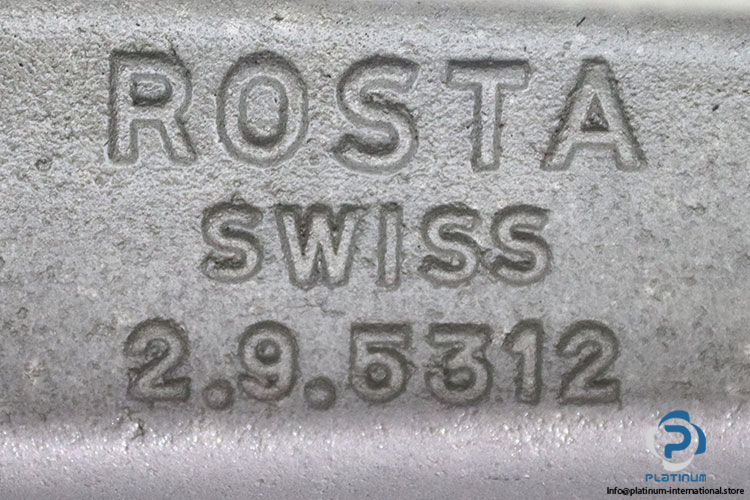 ROSTA
SWISS
2.9.5312
PLATINUM
Info@platinum-international.store